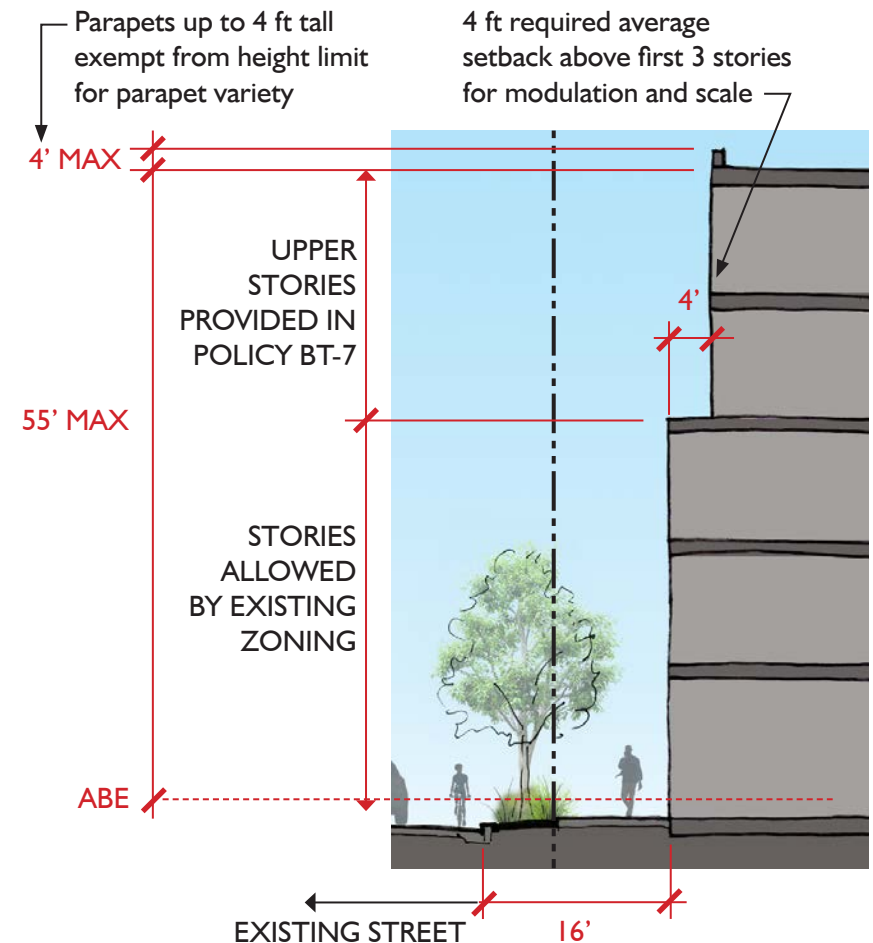 Parapets up to 4 ft tall
exempt from height limit
for parapet variety
4 ft required average
setback above first 3 stories
for modulation and scale
4’ MAX
UPPER
STORIES
PROVIDED IN
POLICY BT-7
4’
55’ MAX
STORIES
ALLOWED
BY EXISTING
ZONING
ABE
EXISTING STREET
16’